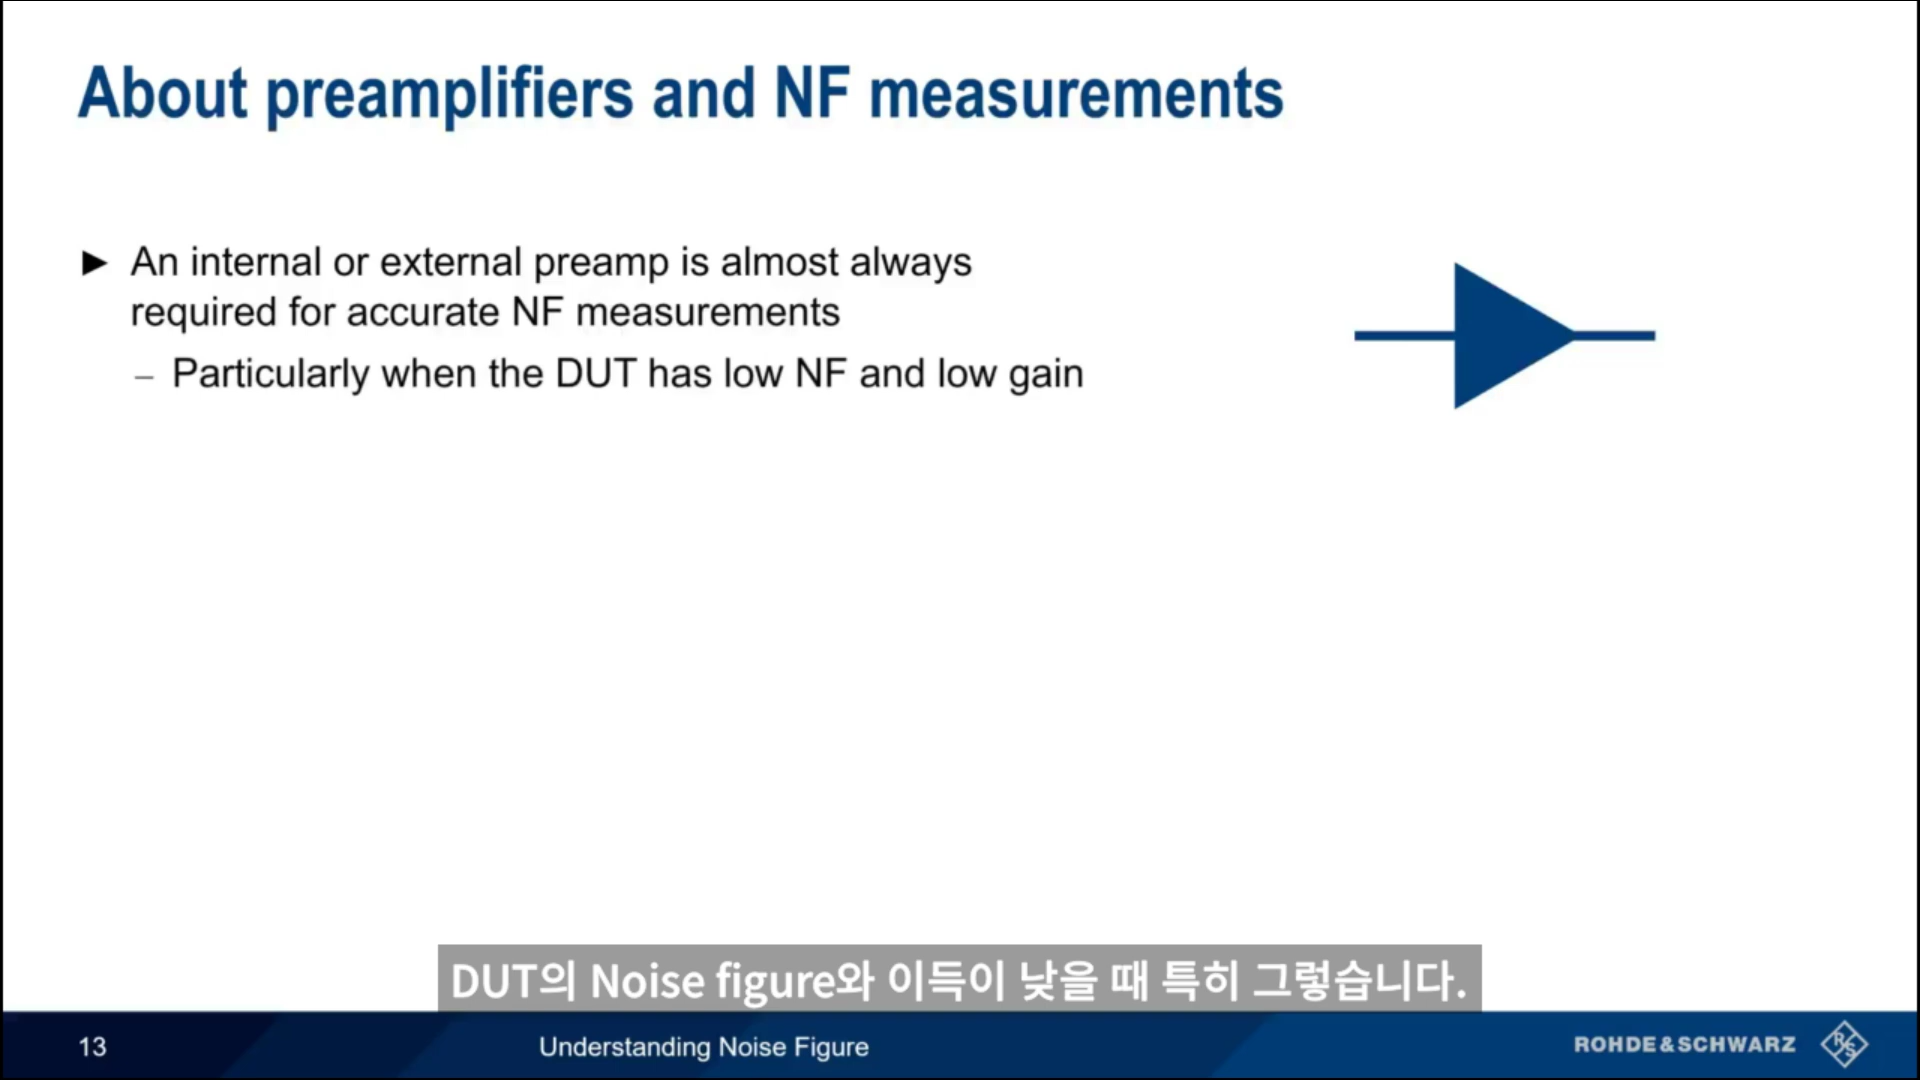 About preamplifiers and NF measurements
► An internal or external preamp is almost always
required for accurate NF measurements
– Particularly when the DUT has low NF and low gain
DUT의 Noise figure와 이득이 낮을 때 특히 그렇습니다.
13
Understanding Noise Figure
ROHDE&SCHWARZ
R&S